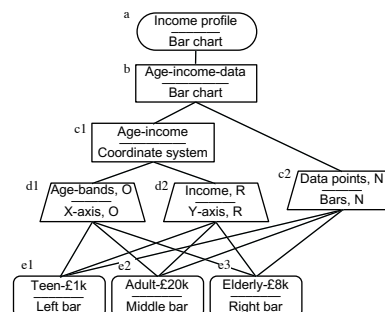 a
Income profile
Bar chart
b
Age-income-data
Bar chart
c1
Age-income
Coordinate system
c2
Data points, N
Bars, N
d1
Age-bands, O
X-axis, O
d2
Income, R
Y-axis, R
e1
Teen-£1k
Left bar
e2
Adult-£20k
Middle bar
e3
Elderly-£8k
Right bar